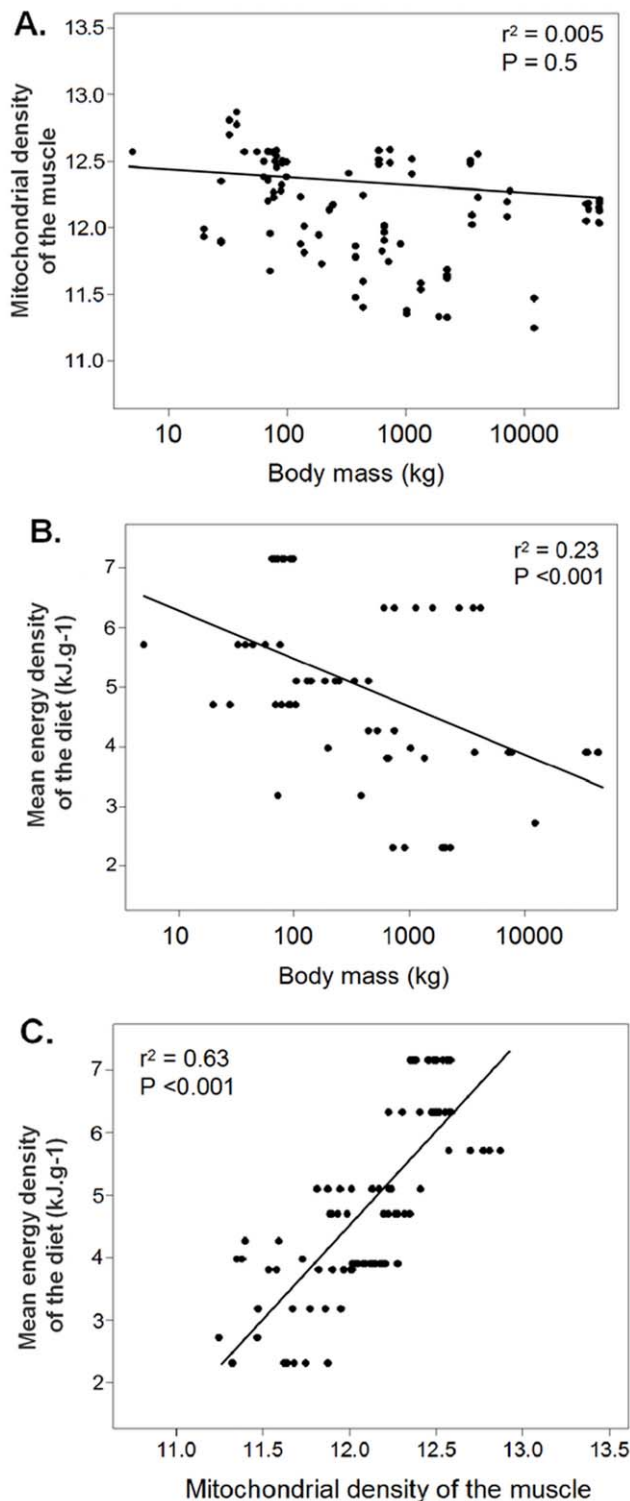 A.
r² = 0.005
P = 0.5
Mitochondrial density
of the muscle
13.5
13.0
12.5
12.0
11.5
11.0
10 100 1000 10000
Body mass (kg)
B.
r² = 0.23
P <0.001
Mean energy density
of the diet (kJ.g-1)
7
6
5
4
3
2
10 100 1000 10000
Body mass (kg)
C.
r² = 0.63
P <0.001
Mean energy density
of the diet (kJ.g-1)
7
6
5
4
3
2
11.0 11.5 12.0 12.5 13.0 13.5
Mitochondrial density of the muscle